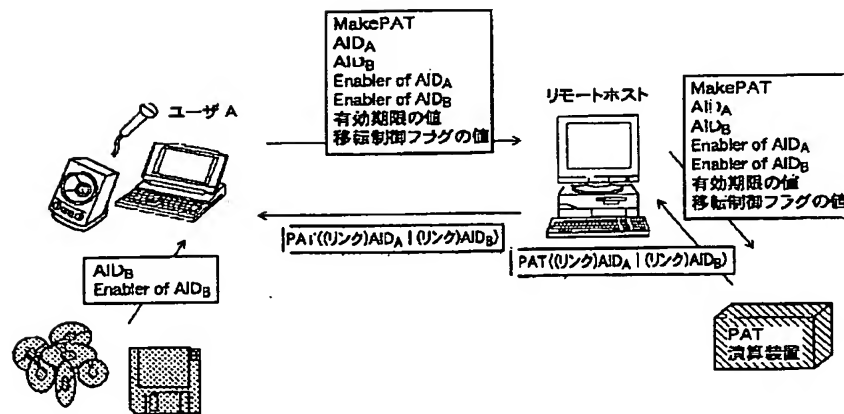 MakePAT
AIDA
AIDB
Enabler of AIDA
Enabler of AIDB
有効期限の値
移転制御フラグの値
ユーザ A
リモートホスト
MakePAT
AIDA
AIDB
Enabler of AIDA
Enabler of AIDB
有効期限の値
移転制御フラグの値
PAT((リンク)AIDA | (リンク)AIDB)
PAT((リンク)AIDA | (リンク)AIDB)
AIDB
Enabler of AIDB
PAT
演算装置